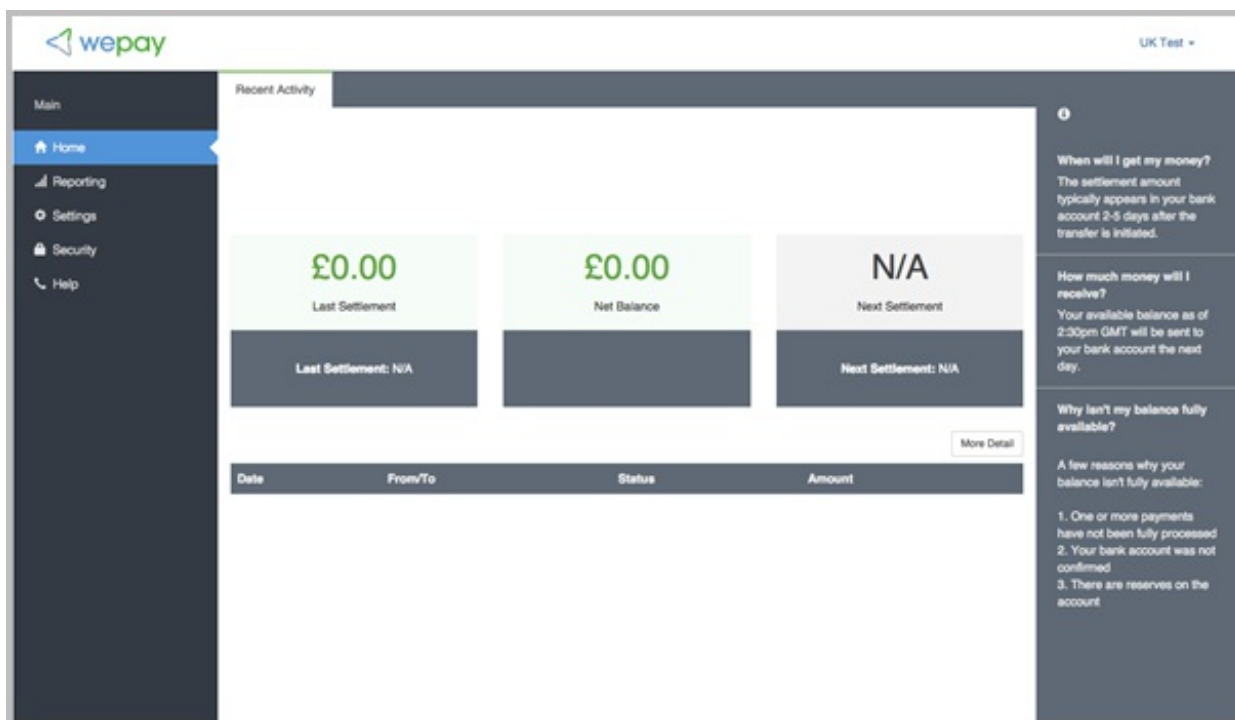 wepay
UK Test
Main
Home
Reporting
Settings
Security
Help
Recent Activity
£0.00
Last Settlement
Last Settlement: N/A
£0.00
Net Balance
N/A
Next Settlement
Next Settlement: N/A
More Detail
Date From/To Status Amount
When will I get my money?
The settlement amount
typically appears in your bank
account 2-5 days after the
transfer is initiated.
How much money will I
receive?
Your available balance as of
2:30pm GMT will be sent to
your bank account the next
day.
Why isn't my balance fully
available?
A few reasons why your
balance isn't fully available:
1. One or more payments
have not been fully processed
2. Your bank account was not
confirmed
3. There are reserves on the
account